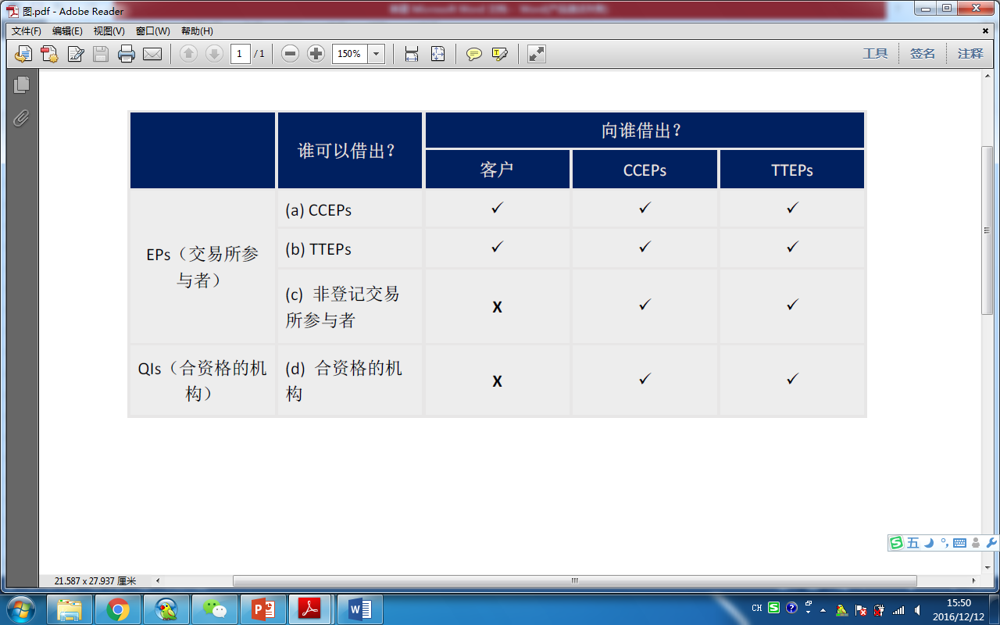 图.pdf - Adobe Reader
文件(F) 编辑(E) 视图(V) 窗口(W) 帮助(H)
1 / 1 150% 工具 签名 注释
谁可以借出？ 向谁借出？
客户 CCEPs TTEPs
EPs（交易所参
与者）
(a) CCEPs ✓ ✓ ✓
(b) TTEPs ✓ ✓ ✓
(c) 非登记交易
所参与者 X ✓ ✓
QIs（合资格的机
构）
(d) 合资格的机
构 X ✓ ✓
五
21.587 x 27.937 厘米
CH
15:50
2016/12/12